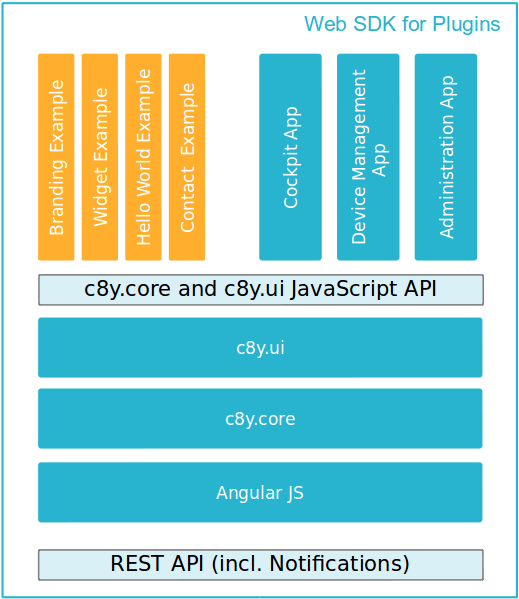 Web SDK for Plugins
Branding Example
Widget Example
Hello World Example
Contact  Example
Cockpit App
Device Management
App
Administration App
c8y.core and c8y.ui JavaScript API
c8y.ui
c8y.core
Angular JS
REST API (incl. Notifications)